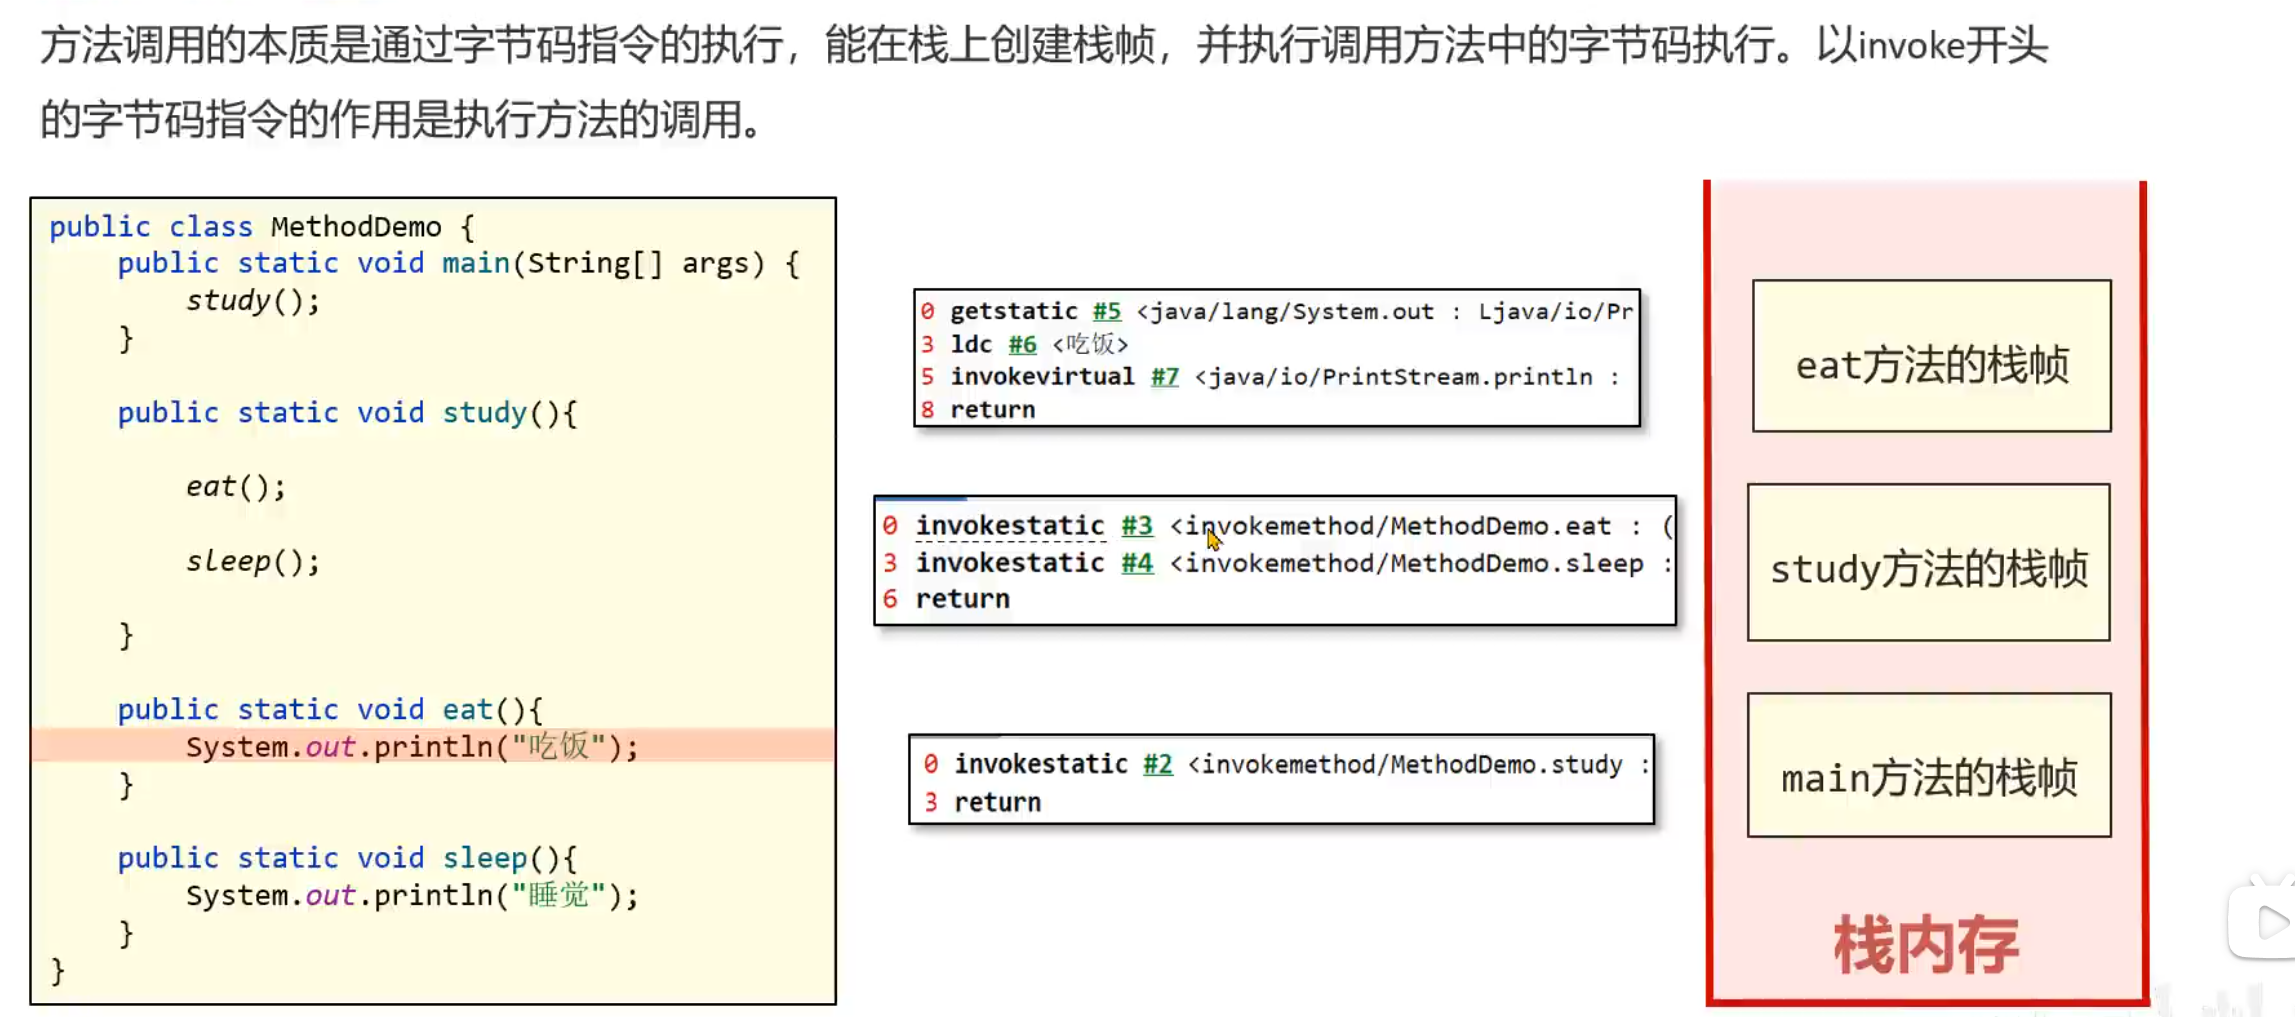 方法调用的本质是通过字节码指令的执行，能在栈上创建栈帧，并执行调用方法中的字节码执行。以invoke开头
的字节码指令的作用是执行方法的调用。
public class MethodDemo {
public static void main(String[] args) {
study();
}
public static void study(){
eat();
sleep();
}
public static void eat(){
System.out.println("吃饭");
}
public static void sleep(){
System.out.println("睡觉");
}
}
0 getstatic #5 <java/lang/System.out : Ljava/io/Pr
3 ldc #6 <吃饭>
5 invokevirtual #7 <java/io/PrintStream.println :
8 return
0 invokestatic #3 <invokemethod/MethodDemo.eat : (
3 invokestatic #4 <invokemethod/MethodDemo.sleep :
6 return
0 invokestatic #2 <invokemethod/MethodDemo.study :
3 return
eat方法的栈帧
study方法的栈帧
main方法的栈帧
栈内存